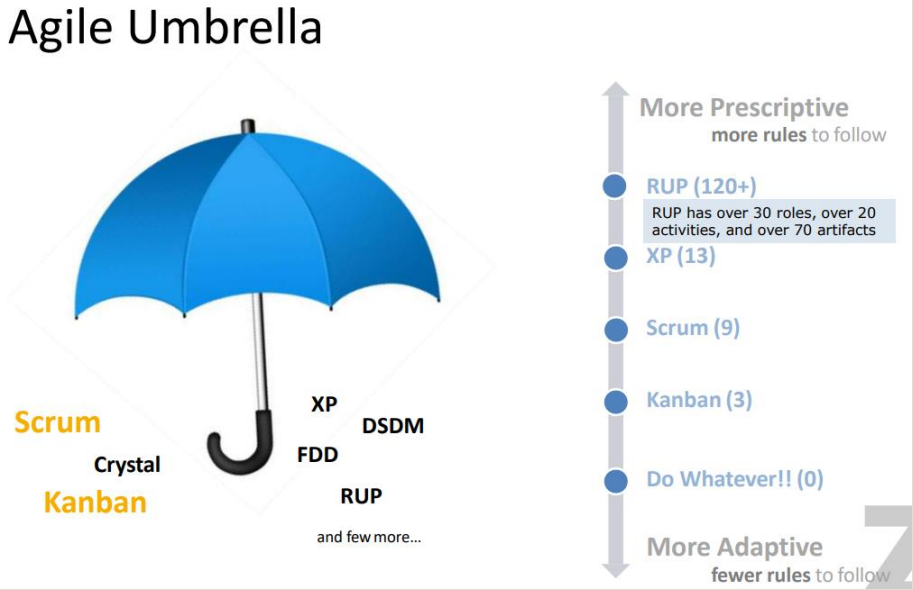 Agile Umbrella
Scrum
Crystal
Kanban
XP
DSDM
FDD
RUP
and few more...
More Prescriptive
more rules to follow
RUP (120+)
RUP has over 30 roles, over 20
activities, and over 70 artifacts
XP (13)
Scrum (9)
Kanban (3)
Do Whatever!! (0)
More Adaptive
fewer rules to follow
7